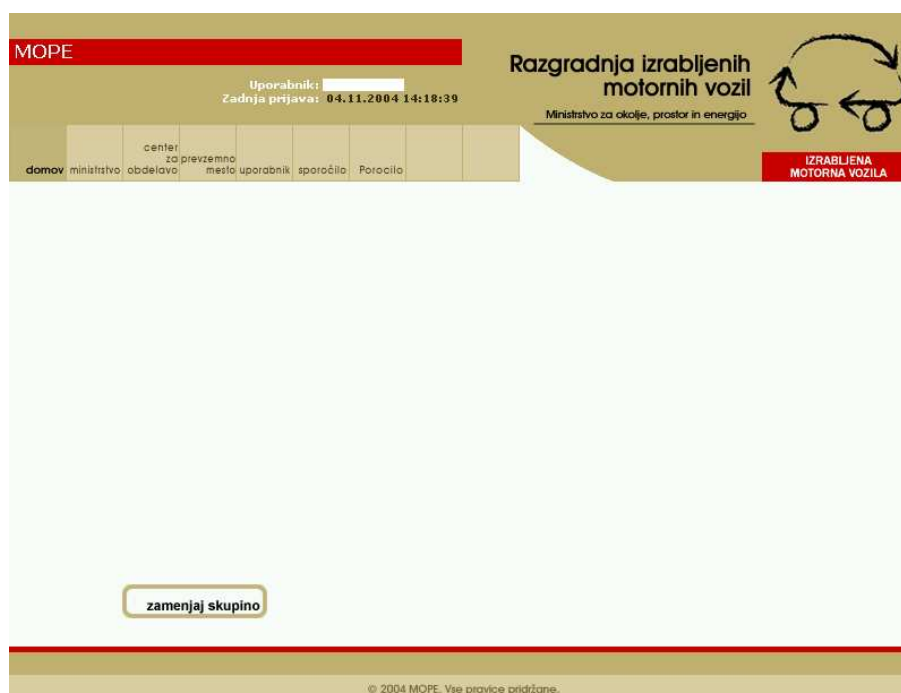 MOPE
Uporabnik:
Zadnja prijava: 04.11.2004 14:18:39
Razgradnja izrabljenih
motornih vozil
Ministrstvo za okolje, prostor in energijo
IZRABLJENA
MOTORNA VOZILA
domov
ministrstvo
center
za
obdelavo
prevzemno
mesto
uporabnik
sporočilo
Porocilo
zamenjaj skupino
© 2004 MOPE. Vse pravice pridržane.